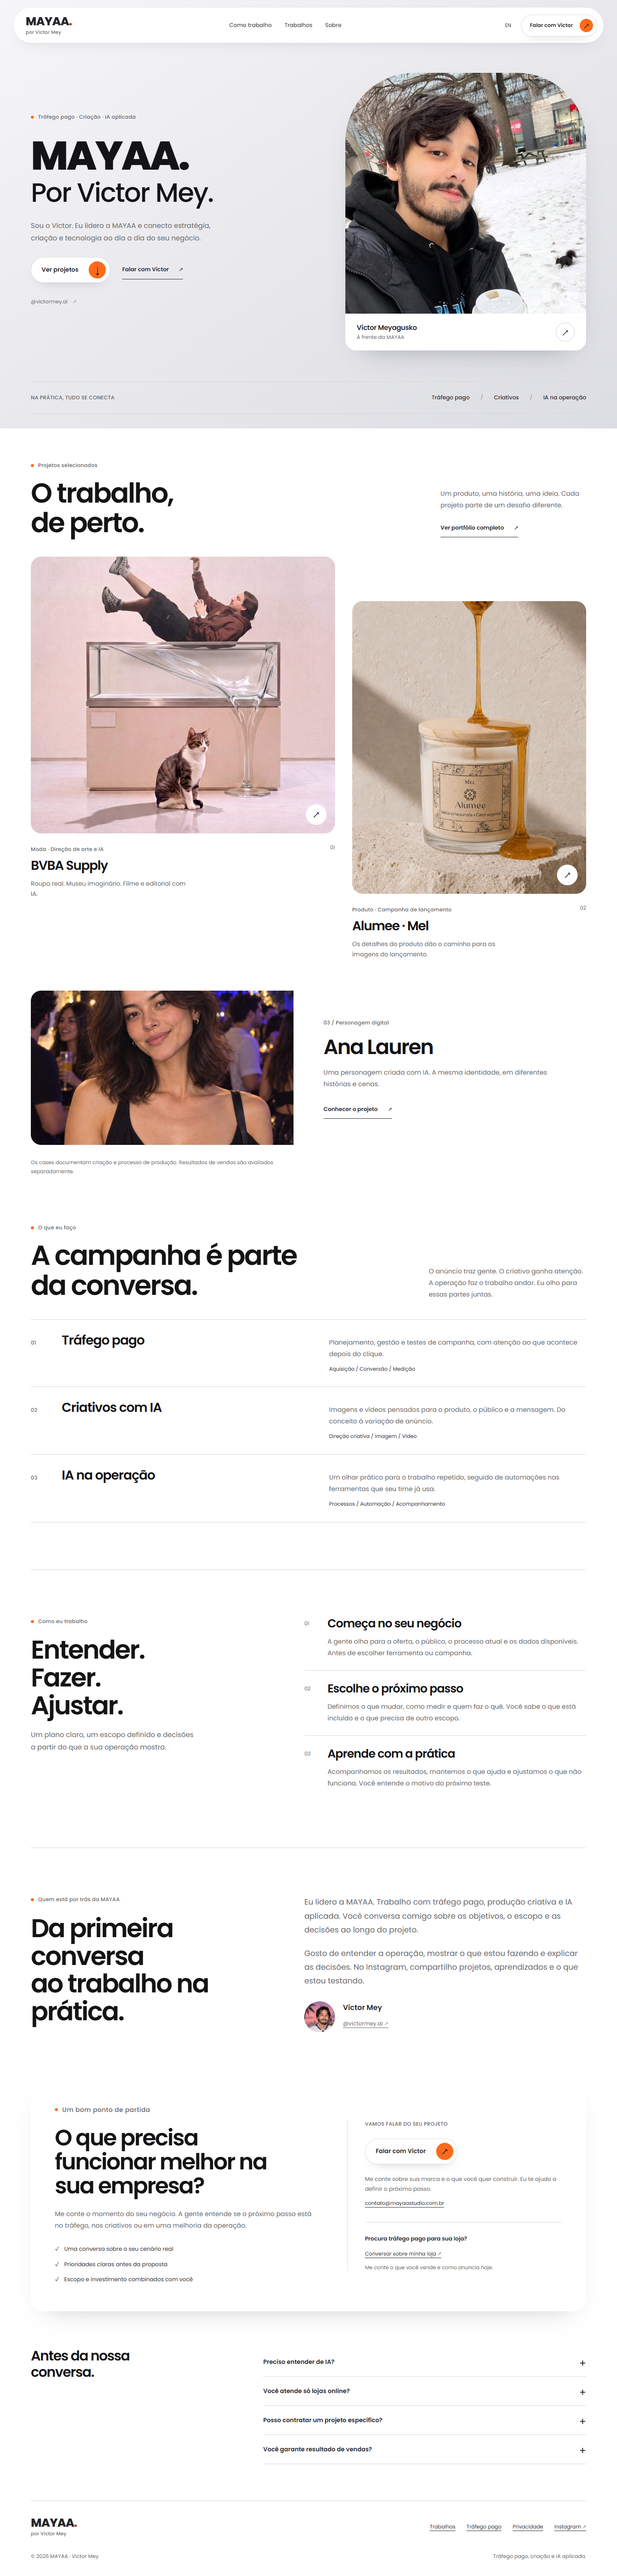 MAYAA.
por Victor Mey
Como trabalho
Trabalhos
Sobre
EN
Falar com Victor ↗
Tráfego pago · Criação · IA aplicada
MAYAA.
Por Victor Mey.
Sou o Victor. Eu lidero a MAYAA e conecto estratégia,
criação e tecnologia ao dia a dia do seu negócio.
Ver projetos ↓
Falar com Victor ↗
@victormey.ai ↗
Victor Meyagusko
À frente da MAYAA
NA PRÁTICA, TUDO SE CONECTA
Tráfego pago / Criativos / IA na operação
Projetos selecionados
O trabalho,
de perto.
Um produto, uma história, uma ideia. Cada
projeto parte de um desafio diferente.
Ver portfólio completo ↗
Mel
Alumee
Moda · Direção de arte e IA
01
BVBA Supply
Roupa real. Museu imaginário. Filme e editorial com
IA.
Produto · Campanha de lançamento
02
Alumee · Mel
Os detalhes do produto dão o caminho para as
imagens do lançamento.
03 / Personagem digital
Ana Lauren
Uma personagem criada com IA. A mesma identidade, em diferentes
histórias e cenas.
Conhecer o projeto ↗
Os cases documentam criação e processo de produção. Resultados de vendas são avaliados
separadamente.
O que eu faço
A campanha é parte
da conversa.
O anúncio traz gente. O criativo ganha atenção.
A operação faz o trabalho andar. Eu olho para
essas partes juntas.
01
Tráfego pago
Planejamento, gestão e testes de campanha, com atenção ao que acontece
depois do clique.
Aquisição / Conversão / Medição
02
Criativos com IA
Imagens e vídeos pensados para o produto, o público e a mensagem. Do
conceito à variação de anúncio.
Direção criativa / Imagem / Vídeo
03
IA na operação
Um olhar prático para o trabalho repetido, seguido de automações nas
ferramentas que seu time já usa.
Processos / Automação / Acompanhamento
Como eu trabalho
Entender.
Fazer.
Ajustar.
Um plano claro, um escopo definido e decisões
a partir do que a sua operação mostra.
01
Começa no seu negócio
A gente olha para a oferta, o público, o processo atual e os dados disponíveis.
Antes de escolher ferramenta ou campanha.
02
Escolhe o próximo passo
Definimos o que mudar, como medir e quem faz o quê. Você sabe o que está
incluído e o que precisa de outro escopo.
03
Aprende com a prática
Acompanhamos os resultados, mantemos o que ajuda e ajustamos o que não
funciona. Você entende o motivo do próximo teste.
Quem está por trás da MAYAA
Da primeira
conversa
ao trabalho na
prática.
Eu lidero a MAYAA. Trabalho com tráfego pago, produção criativa e IA
aplicada. Você conversa comigo sobre os objetivos, o escopo e as
decisões ao longo do projeto.
Gosto de entender a operação, mostrar o que estou fazendo e explicar
as decisões. No Instagram, compartilho projetos, aprendizados e o que
estou testando.
Victor Mey
@victormey.ai ↗
Um bom ponto de partida
O que precisa
funcionar melhor na
sua empresa?
Me conte o momento do seu negócio. A gente entende se o próximo passo está
no tráfego, nos criativos ou em uma melhoria da operação.
✓ Uma conversa sobre o seu cenário real
✓ Prioridades claras antes da proposta
✓ Escopo e investimento combinados com você
VAMOS FALAR DO SEU PROJETO
Falar com Victor ↗
Me conte sobre sua marca e o que você quer construir. Eu te ajudo a
definir o próximo passo.
contato@mayaastudio.com.br
Procura tráfego pago para sua loja?
Conversar sobre minha loja ↗
Me conte o que você vende e como anuncia hoje.
Antes da nossa
conversa.
Preciso entender de IA? +
Você atende só lojas online? +
Posso contratar um projeto específico? +
Você garante resultado de vendas? +
MAYAA.
por Victor Mey
Trabalhos
Tráfego pago
Privacidade
Instagram ↗
© 2026 MAYAA · Victor Mey
Tráfego pago, criação e IA aplicada.